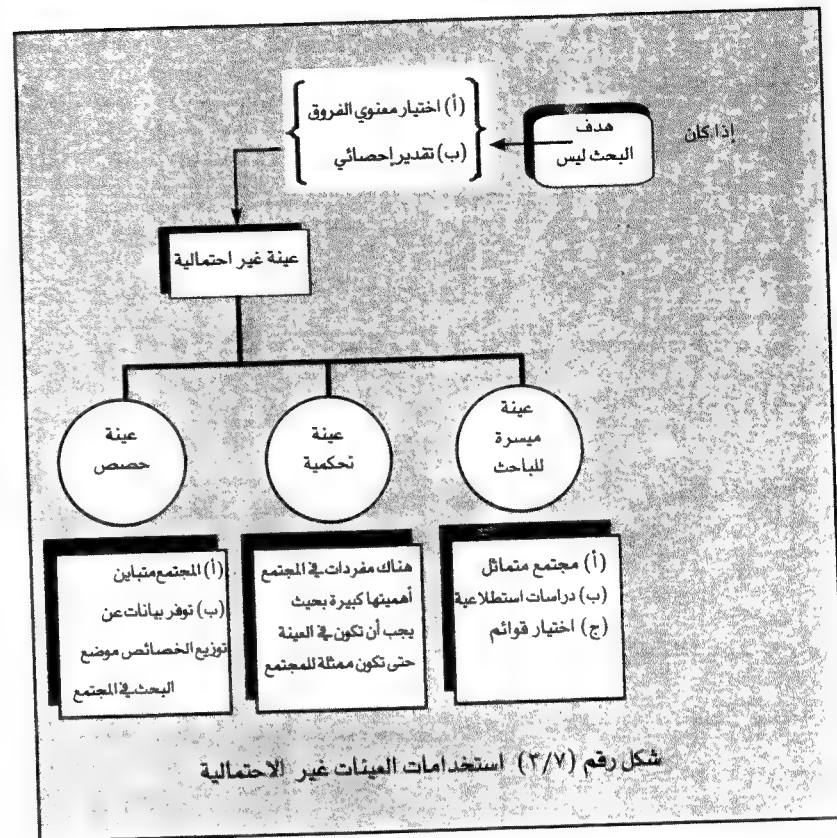 إذا كان
هدف
البحث ليس
(أ) اختبار معنوي الفروق
(ب) تقدير إحصائي
عينة غير احتمالية
عينة
ميسرة
للباحث
عينة
تحكمية
عينة
حصص
(أ) مجتمع متماثل
(ب) دراسات استطلاعية
(ج) اختيار قوائم
هناك مفردات في المجتمع
أهميتها كبيرة بحيث
يجب أن تكون في العينة
حتى تكون ممثلة للمجتمع
(أ) المجتمع متباين
(ب) توفر بيانات عن
توزيع الخصائص موضع
البحث في المجتمع
شكل رقم (٣/٧) استخدامات العينات غير الاحتمالية